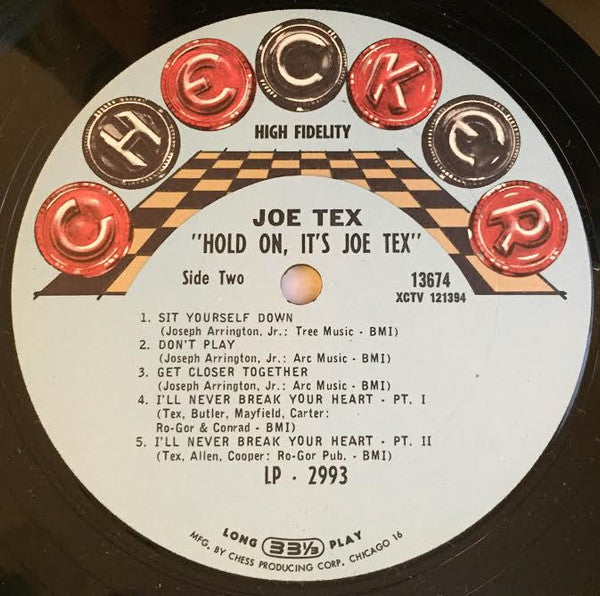 CHECKER
HIGH FIDELITY
JOE TEX
"HOLD ON, IT'S JOE TEX"
Side Two 13674
XCTV 121394
1. SIT YOURSELF DOWN
(Joseph Arrington, Jr.: Tree Music - BMI)
2. DON'T PLAY
(Joseph Arrington, Jr.: Arc Music - BMI)
3. GET CLOSER TOGETHER
(Joseph Arrington, Jr.: Arc Music - BMI)
4. I'LL NEVER BREAK YOUR HEART - PT. I
(Tex, Butler, Mayfield, Carter:
Ro-Gor & Conrad - BMI)
5. I'LL NEVER BREAK YOUR HEART - PT. II
(Tex, Allen, Cooper: Ro-Gor Pub. - BMI)
LP - 2993
LONG 33⅓ PLAY
MFG. BY CHESS PRODUCING CORP. CHICAGO 16